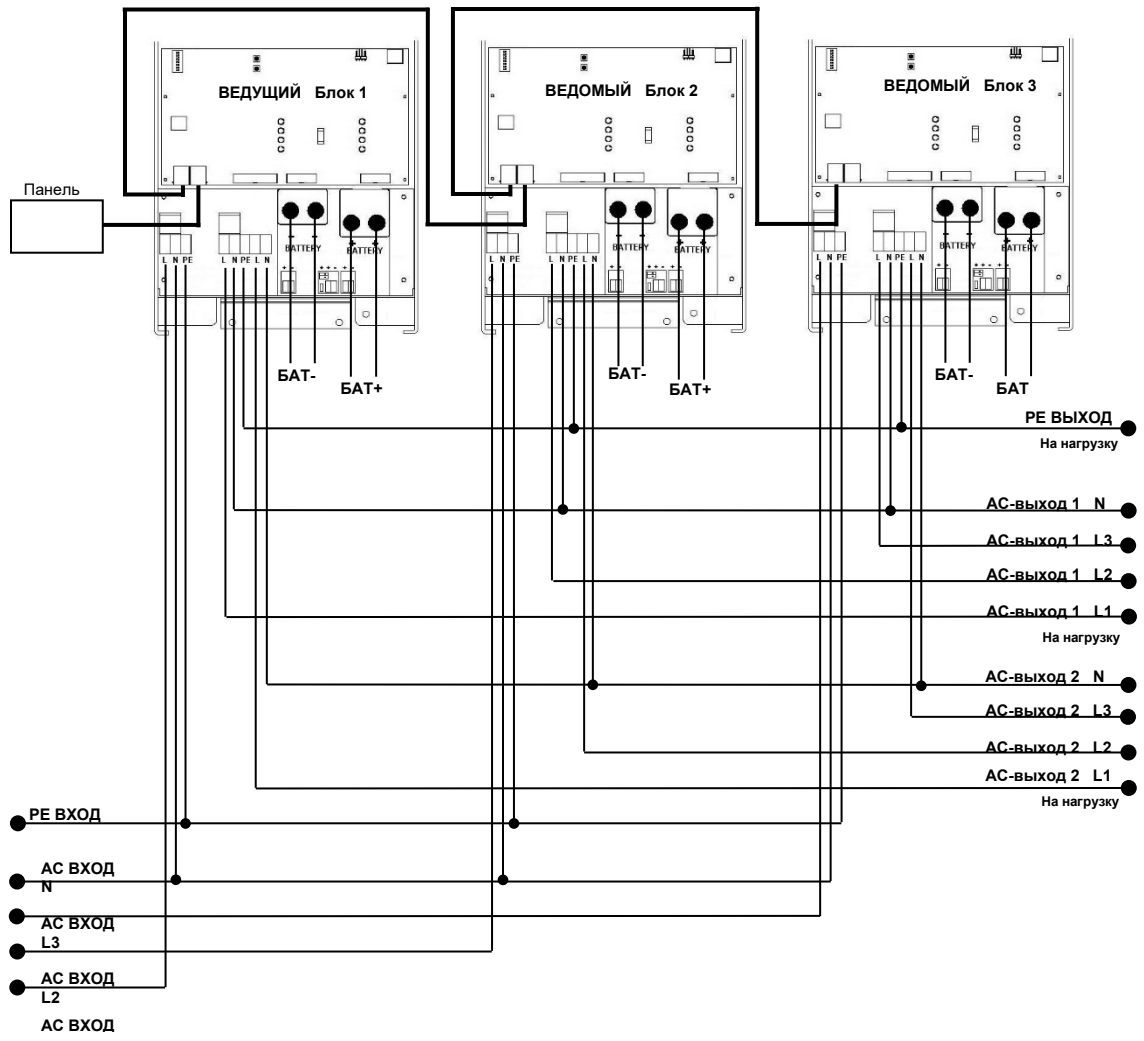 ВЕДУЩИЙ Блок 1
ВЕДОМЫЙ Блок 2
ВЕДОМЫЙ Блок 3
Панель
BATTERY
BATTERY
BATTERY
BATTERY
BATTERY
BATTERY
L N PE
L N PE L N
L N PE
L N PE L N
L N PE
L N PE L N
БАТ-
БАТ+
БАТ-
БАТ+
БАТ-
БАТ
PE ВЫХОД
На нагрузку
АС-выход 1 N
АС-выход 1 L3
АС-выход 1 L2
АС-выход 1 L1
На нагрузку
АС-выход 2 N
АС-выход 2 L3
АС-выход 2 L2
АС-выход 2 L1
На нагрузку
PE ВХОД
АС ВХОД
N
АС ВХОД
L3
АС ВХОД
L2
АС ВХОД